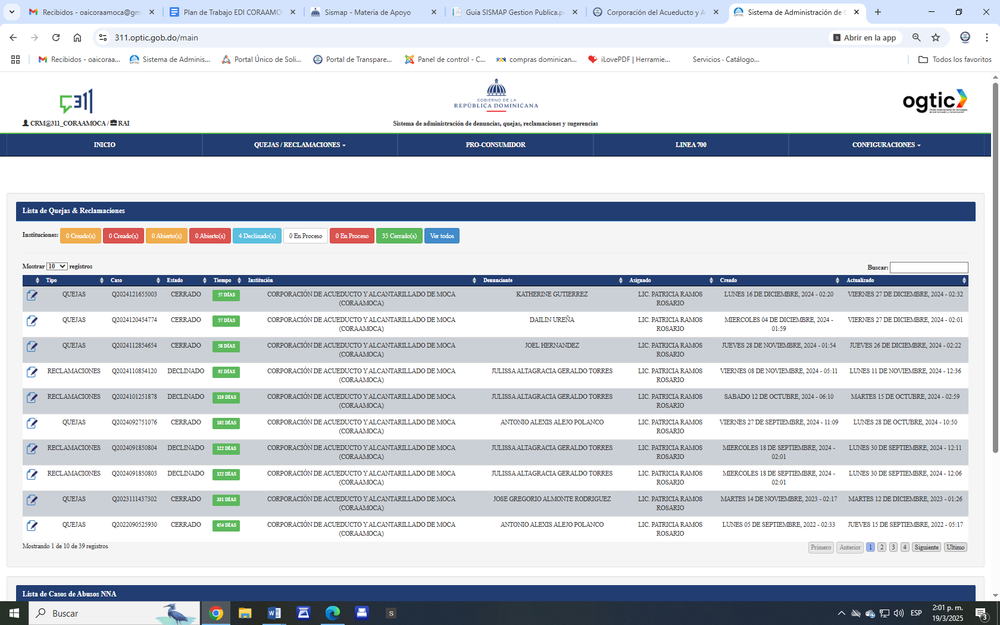 Recibidos - oaicoramoca@gm
Plan de Trabajo EDI CORAAMO
Sismap - Materia de Apoyo
Guia SISMAP Gestion Publica.p
Corporación del Acueducto y A
Sistema de Administración de
311.optic.gob.do/main
Abrir en la app
Recibidos - oaicoraa...
Sistema de Adminis...
Portal Único de Soli...
Portal de Transpare...
Panel de control - C...
compras dominican...
iLovePDF | Herramie...
Servicios · Catálogo...
Todos los favoritos
311
GOBIERNO DE LA
REPÚBLICA DOMINICANA
ogtic
CRM@311_CORAAMOCA / RAI
Sistema de administración de denuncias, quejas, reclamaciones y sugerencias
INICIO QUEJAS / RECLAMACIONES PRO-CONSUMIDOR LINEA 700 CONFIGURACIONES
Lista de Quejas & Reclamaciones
Instituciones: 0 Creado(s) 0 Creado(s) 0 Abierto(s) 0 Abierto(s) 4 Declinado(s) 0 En Proceso 0 En Proceso 35 Cerrado(s) Ver todos
Mostrar 10 registros Buscar:
Tipo Caso Estado Tiempo Institución Denunciante Asignado Creado Actualizado
QUEJAS Q2024121655003 CERRADO 57 DÍAS CORPORACIÓN DE ACUEDUCTO Y ALCANTARILLADO DE MOCA KATHERINE GUTIERREZ LIC. PATRICIA RAMOS LUNES 16 DE DICIEMBRE, 2024 - 02:20 VIERNES 27 DE DICIEMBRE, 2024 - 02:32
(CORAAMOCA) ROSARIO
QUEJAS Q2024120454774 CERRADO 57 DÍAS CORPORACIÓN DE ACUEDUCTO Y ALCANTARILLADO DE MOCA DAILIN UREÑA LIC. PATRICIA RAMOS MIERCOLES 04 DE DICIEMBRE, 2024 - VIERNES 27 DE DICIEMBRE, 2024 - 02:01
(CORAAMOCA) ROSARIO 01:59
QUEJAS Q2024112854654 CERRADO 58 DÍAS CORPORACIÓN DE ACUEDUCTO Y ALCANTARILLADO DE MOCA JOEL HERNANDEZ LIC. PATRICIA RAMOS JUEVES 28 DE NOVIEMBRE, 2024 - 01:54 JUEVES 26 DE DICIEMBRE, 2024 - 02:22
(CORAAMOCA) ROSARIO
RECLAMACIONES Q2024110854120 DECLINADO 92 DÍAS CORPORACIÓN DE ACUEDUCTO Y ALCANTARILLADO DE MOCA JULISSA ALTAGRACIA GERALDO TORRES LIC. PATRICIA RAMOS VIERNES 08 DE NOVIEMBRE, 2024 - 05:11 LUNES 11 DE NOVIEMBRE, 2024 - 12:36
(CORAAMOCA) ROSARIO
RECLAMACIONES Q2024101251878 DECLINADO 110 DÍAS CORPORACIÓN DE ACUEDUCTO Y ALCANTARILLADO DE MOCA JULISSA ALTAGRACIA GERALDO TORRES LIC. PATRICIA RAMOS SABADO 12 DE OCTUBRE, 2024 - 06:10 MARTES 15 DE OCTUBRE, 2024 - 02:59
(CORAAMOCA) ROSARIO
QUEJAS Q2024092751076 CERRADO 102 DÍAS CORPORACIÓN DE ACUEDUCTO Y ALCANTARILLADO DE MOCA ANTONIO ALEXIS ALEJO POLANCO LIC. PATRICIA RAMOS VIERNES 27 DE SEPTIEMBRE, 2024 - 11:09 LUNES 28 DE OCTUBRE, 2024 - 10:50
(CORAAMOCA) ROSARIO
RECLAMACIONES Q2024091850804 DECLINADO 122 DÍAS CORPORACIÓN DE ACUEDUCTO Y ALCANTARILLADO DE MOCA JULISSA ALTAGRACIA GERALDO TORRES LIC. PATRICIA RAMOS MIERCOLES 18 DE SEPTIEMBRE, 2024 - LUNES 30 DE SEPTIEMBRE, 2024 - 12:11
(CORAAMOCA) ROSARIO 02:01
RECLAMACIONES Q2024091850803 DECLINADO 122 DÍAS CORPORACIÓN DE ACUEDUCTO Y ALCANTARILLADO DE MOCA JULISSA ALTAGRACIA GERALDO TORRES LIC. PATRICIA RAMOS MIERCOLES 18 DE SEPTIEMBRE, 2024 - LUNES 30 DE SEPTIEMBRE, 2024 - 12:06
(CORAAMOCA) ROSARIO 02:01
QUEJAS Q2023111437302 CERRADO 331 DÍAS CORPORACIÓN DE ACUEDUCTO Y ALCANTARILLADO DE MOCA JOSE GREGORIO ALMONTE RODRIGUEZ LIC. PATRICIA RAMOS MARTES 14 DE NOVIEMBRE, 2023 - 02:17 MARTES 12 DE DICIEMBRE, 2023 - 01:26
(CORAAMOCA) ROSARIO
QUEJAS Q2022090525930 CERRADO 654 DÍAS CORPORACIÓN DE ACUEDUCTO Y ALCANTARILLADO DE MOCA ANTONIO ALEXIS ALEJO POLANCO LIC. PATRICIA RAMOS LUNES 05 DE SEPTIEMBRE, 2022 - 02:33 JUEVES 15 DE SEPTIEMBRE, 2022 - 05:17
(CORAAMOCA) ROSARIO
Mostrando 1 de 10 de 39 registros Primero Anterior 1 2 3 4 Siguiente Ultimo
Lista de Casos de Abusos NNA
Buscar
ESP
2:01 p. m.
19/3/2025
3